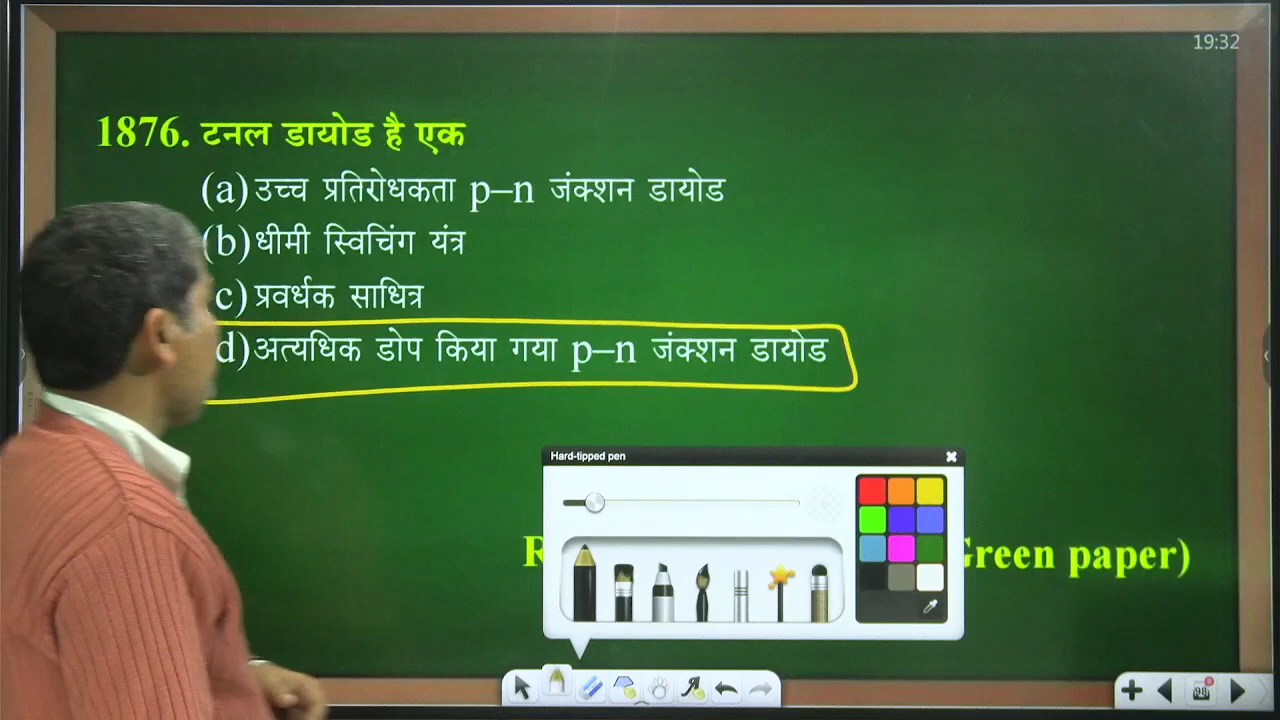 19:32
1876. टनल डायोड है एक
(a) उच्च प्रतिरोधकता p–n जंक्शन डायोड
(b) धीमी स्विचिंग यंत्र
c) प्रवर्धक साधित्र
d) अत्यधिक डोप किया गया p–n जंक्शन डायोड
Hard-tipped pen
Green paper)